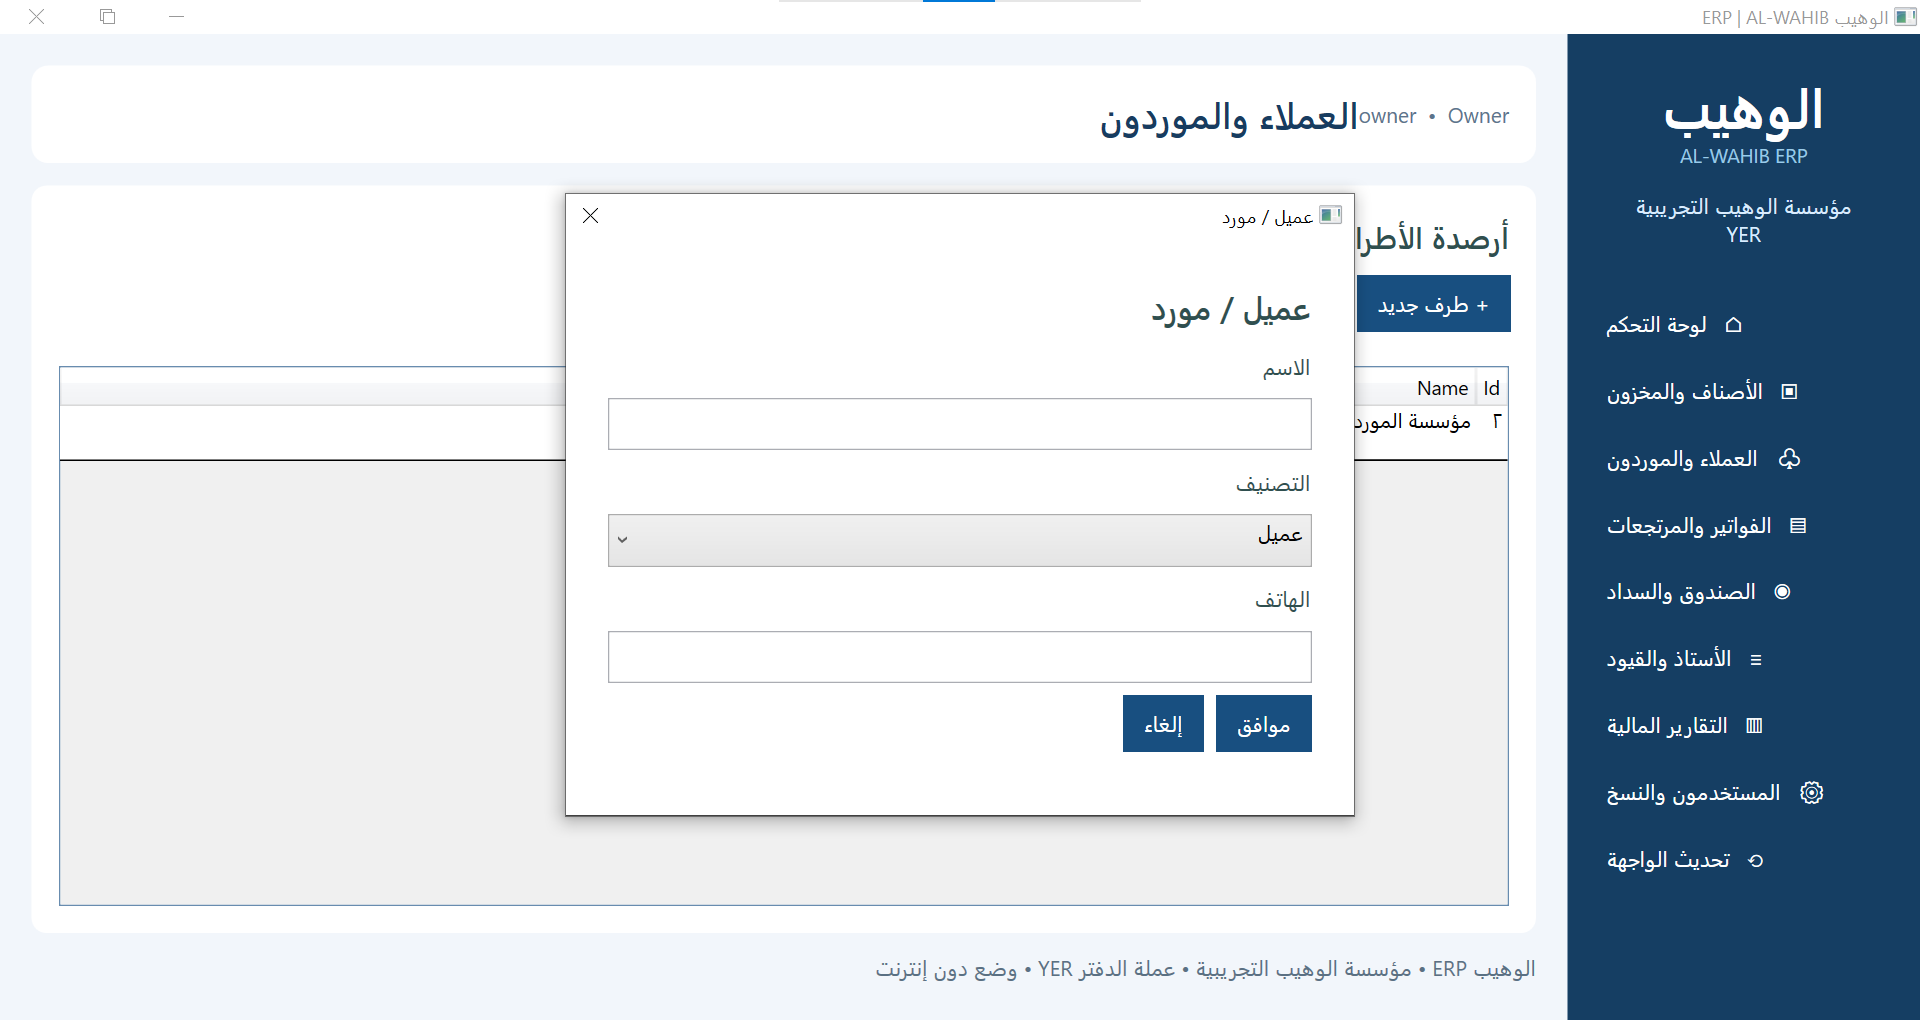 الوهيب ERP | AL-WAHIB
الوهيب
AL-WAHIB ERP
مؤسسة الوهيب التجريبية
YER
لوحة التحكم
الأصناف والمخزون
العملاء والموردون
الفواتير والمرتجعات
الصندوق والسداد
الأستاذ والقيود
التقارير المالية
المستخدمون والنسخ
تحديث الواجهة
owner • Owner
العملاء والموردون
أرصدة
+ طرف جديد
Id Name
٢ مؤسسة
عميل / مورد
عميل / مورد
الاسم
التصنيف
عميل
الهاتف
موافق
إلغاء
الوهيب ERP • مؤسسة الوهيب التجريبية • عملة الدفتر YER • وضع دون إنترنت